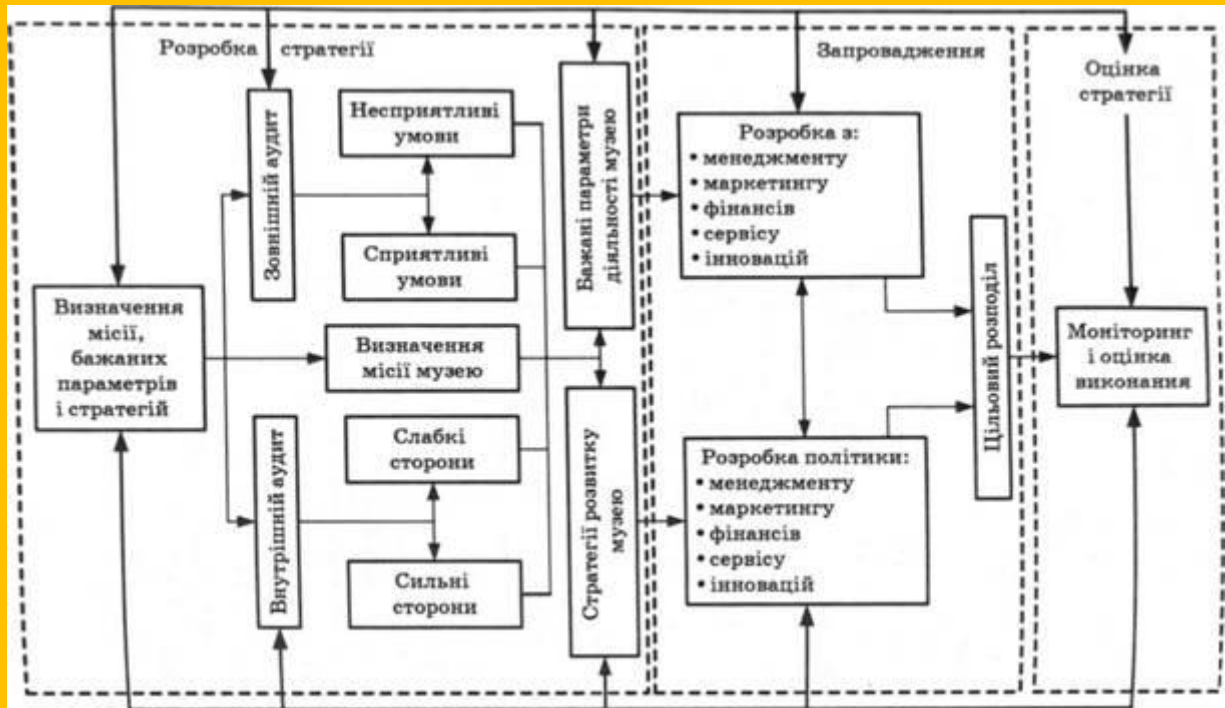 Розробка стратегії
Визначення
місії,
бажаних
параметрів
і стратегій
Зовнішній аудит
Несприятливі
умови
Сприятливі
умови
Визначення
місії музею
Внутрішній аудит
Слабкі
сторони
Сильні
сторони
Бажані параметри
діяльності музею
Стратегії розвитку
музею
Запровадження
Розробка з:
• менеджменту
• маркетингу
• фінансів
• сервісу
• інновацій
Розробка політики:
• менеджменту
• маркетингу
• фінансів
• сервісу
• інновацій
Цільовий розподіл
Оцінка
стратегії
Моніторинг
і оцінка
виконання